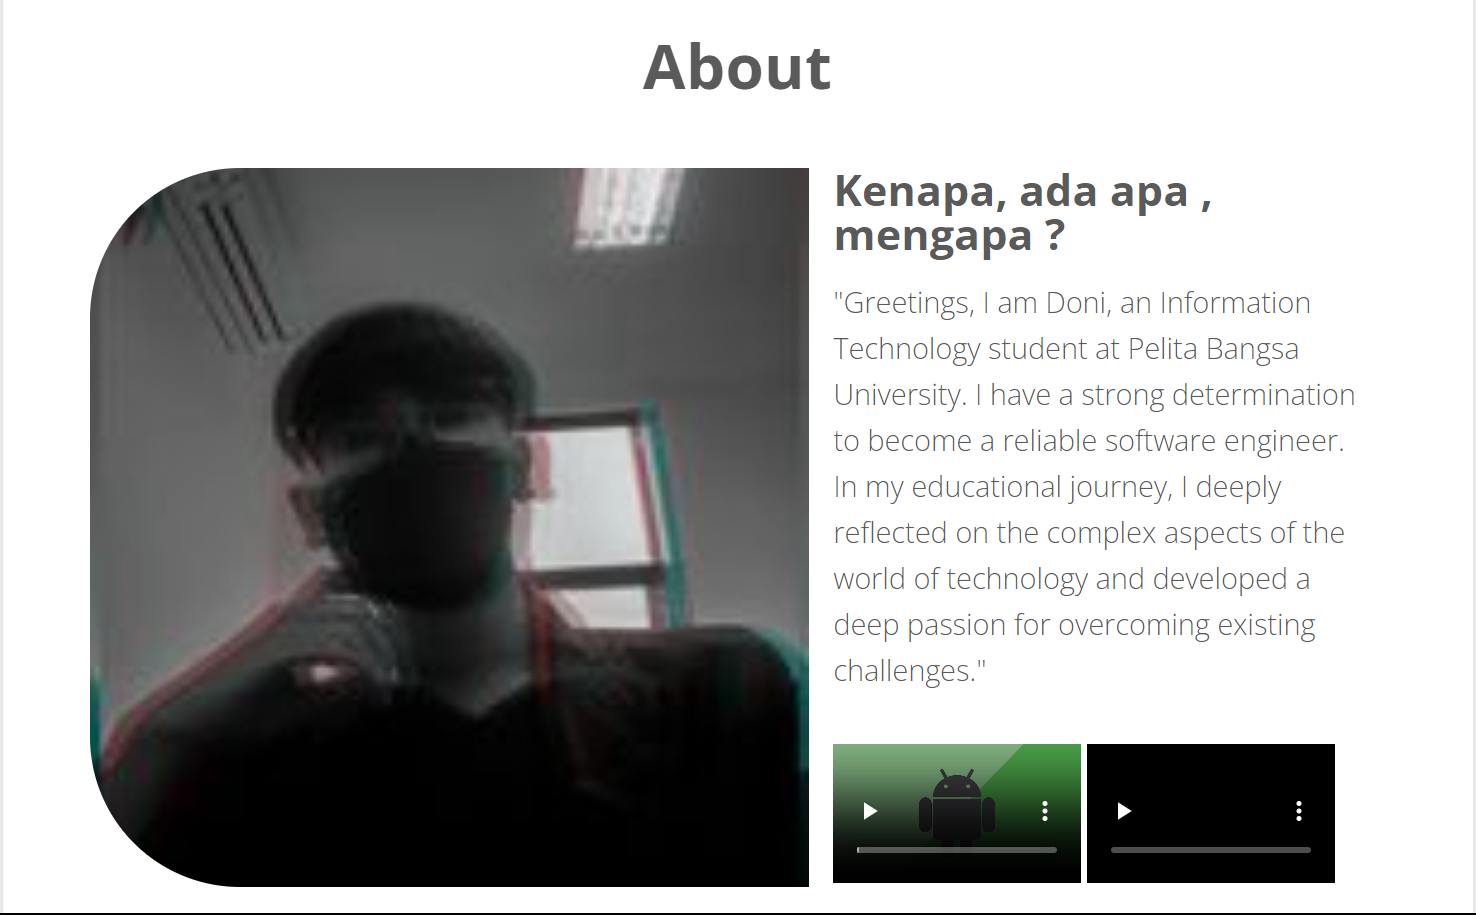 About
Kenapa, ada apa ,
mengapa ?
"Greetings, I am Doni, an Information
Technology student at Pelita Bangsa
University. I have a strong determination
to become a reliable software engineer.
In my educational journey, I deeply
reflected on the complex aspects of the
world of technology and developed a
deep passion for overcoming existing
challenges."